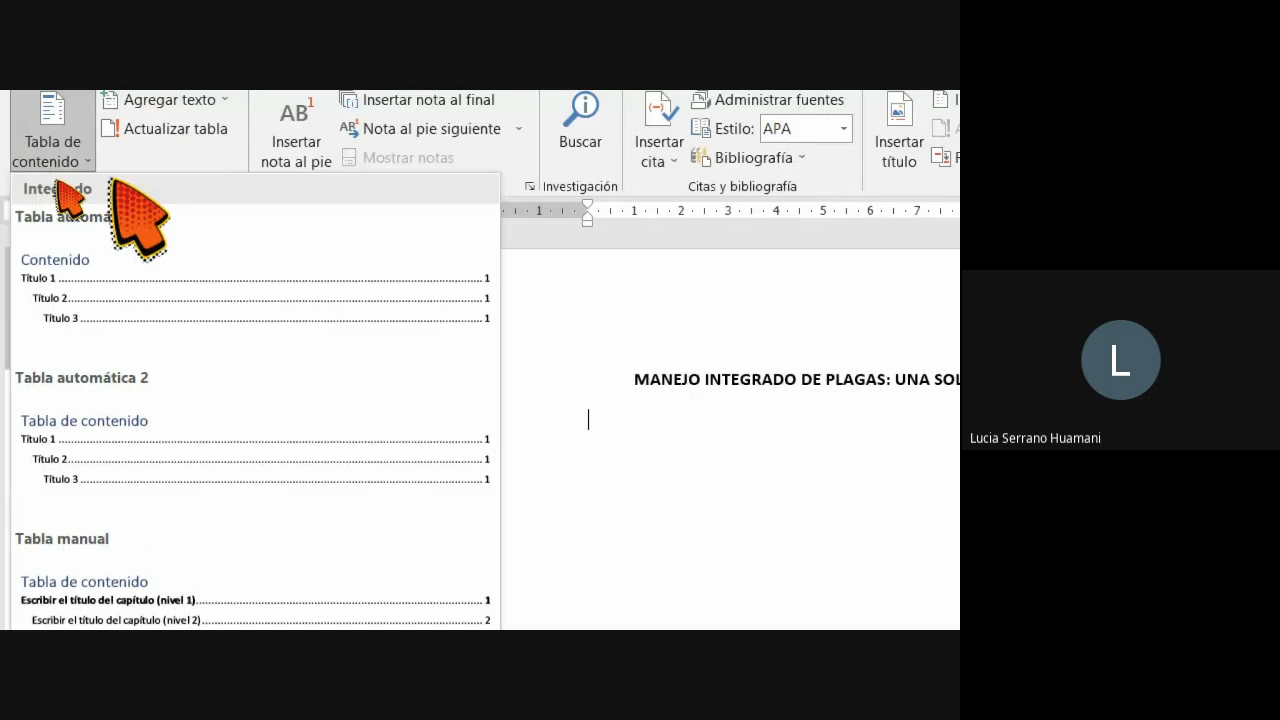 Agregar texto
Insertar nota al final
Administrar fuentes
AB¹
Tabla de
contenido
Actualizar tabla
Insertar
nota al pie
AB
Nota al pie siguiente
Buscar
Insertar
cita
Estilo:
APA
Insertar
título
Mostrar notas
Bibliografía
Integrado
Investigación
Citas y bibliografía
Tabla
1 1 2 3 4 5 6 7
Contenido
Título 1 1
Título 2 1
Título 3 1
Tabla automática 2
MANEJO INTEGRADO DE PLAGAS: UNA
Tabla de contenido
Título 1 1
Título 2 1
Título 3 1
Tabla manual
Tabla de contenido
Escribir el título del capítulo (nivel 1) 1
Escribir el título del capítulo (nivel 2) 2
L
Lucia Serrano Huamani